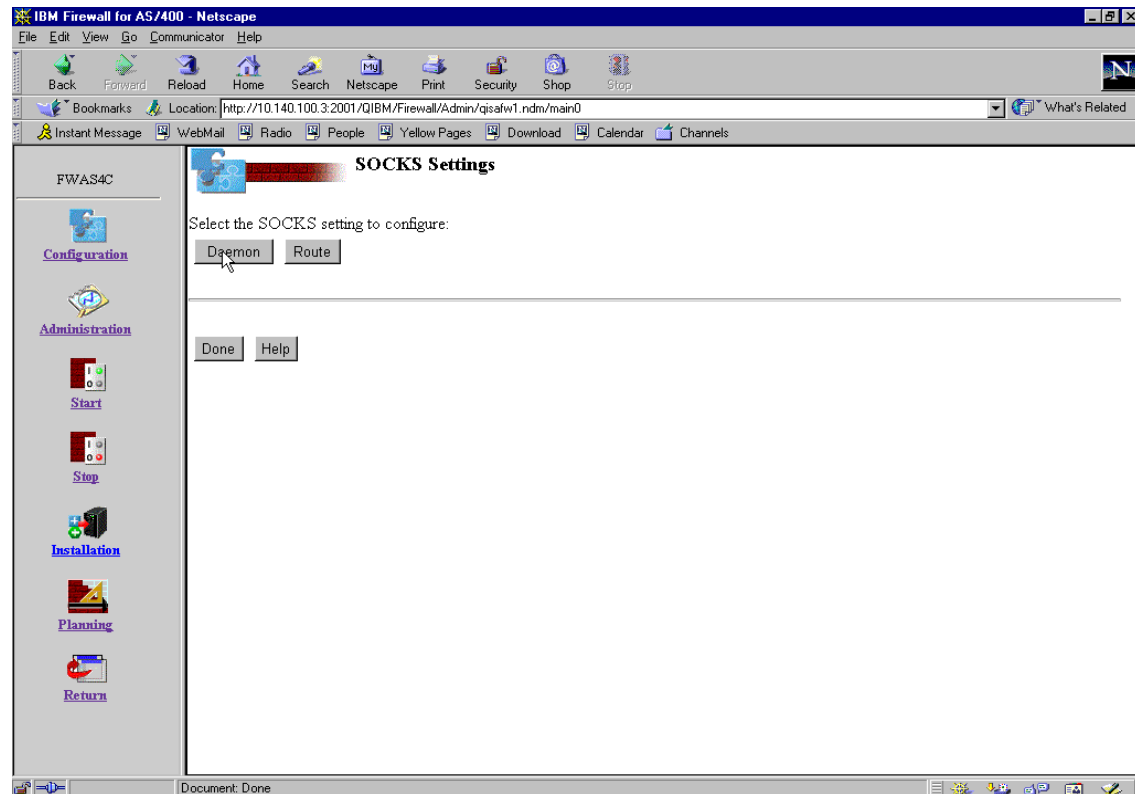 IBM Firewall for AS/400 - Netscape
File Edit View Go Communicator Help
Back Forward Reload Home Search Netscape Print Security Shop Stop
My
N
Bookmarks Location: http://10.140.100.3:2001/QIBM/Firewall/Admin/qisafw1.ndm/main0 What's Related
Instant Message WebMail Radio People Yellow Pages Download Calendar Channels
FWAS4C
Configuration
Administration
Start
Stop
Installation
Planning
Return
SOCKS Settings
Select the SOCKS setting to configure:
Daemon Route
Done Help
Document: Done